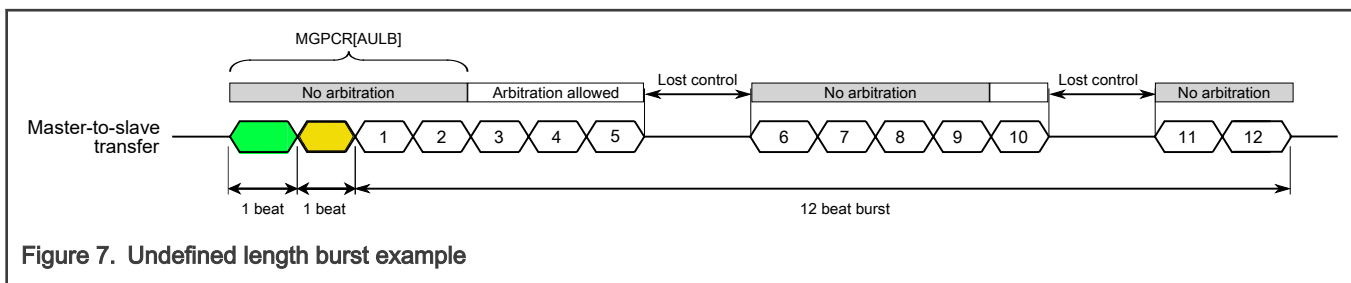 MGPCR[AULB]
No arbitration
Arbitration allowed
Lost control
No arbitration
Lost control
No arbitration
Master-to-slave
transfer
1
2
3
4
5
6
7
8
9
10
11
12
1 beat
1 beat
12 beat burst
Figure 7. Undefined length burst example